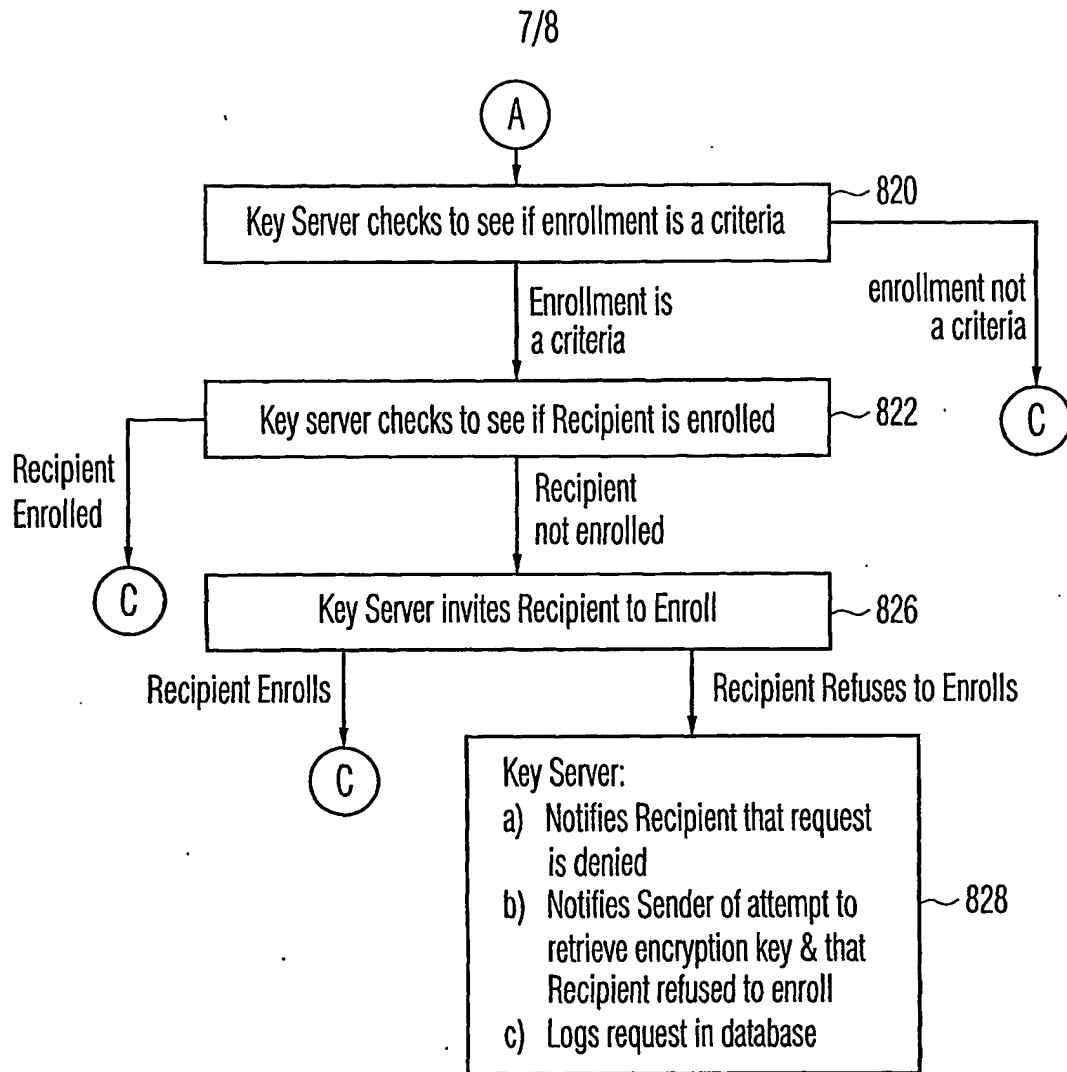 7/8
A
Key Server checks to see if enrollment is a criteria
820
Enrollment is
a criteria
enrollment not
a criteria
C
Key server checks to see if Recipient is enrolled
822
Recipient
Enrolled
C
Recipient
not enrolled
Key Server invites Recipient to Enroll
826
Recipient Enrolls
C
Recipient Refuses to Enrolls
Key Server:
a) Notifies Recipient that request
is denied
b) Notifies Sender of attempt to
retrieve encryption key & that
Recipient refused to enroll
c) Logs request in database
828